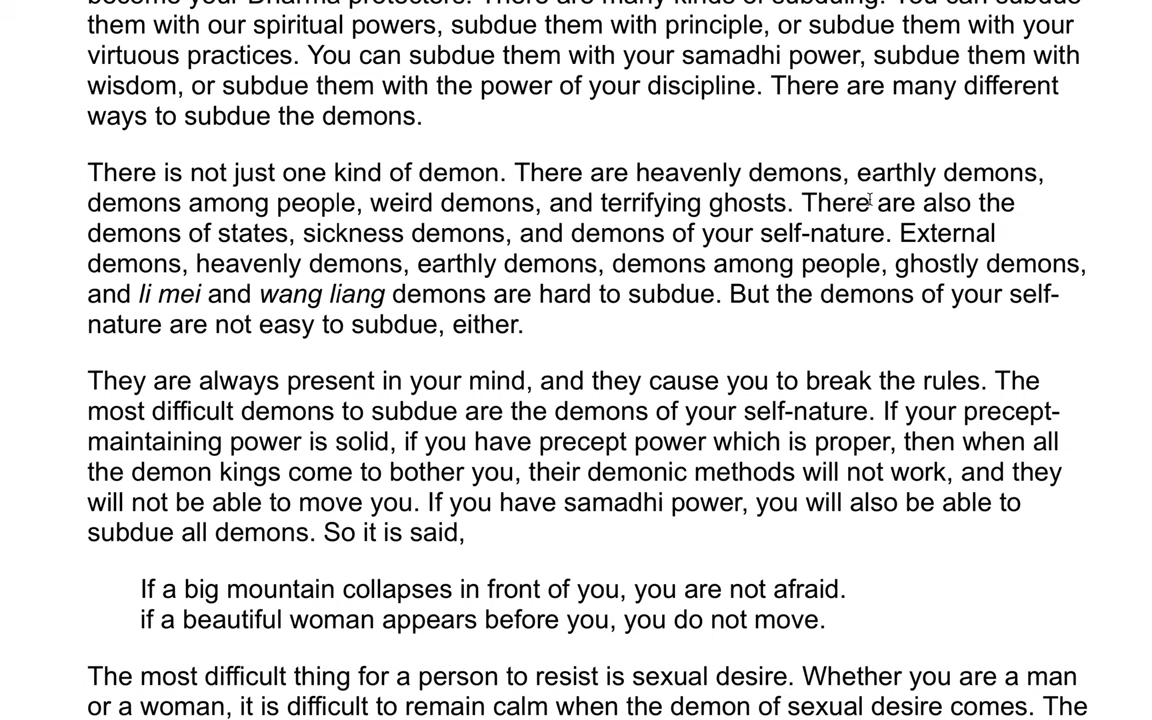 become your Dharma protectors. There are many kinds of subduing. You can subdue
them with our spiritual powers, subdue them with principle, or subdue them with your
virtuous practices. You can subdue them with your samadhi power, subdue them with
wisdom, or subdue them with the power of your discipline. There are many different
ways to subdue the demons.
There is not just one kind of demon. There are heavenly demons, earthly demons,
demons among people, weird demons, and terrifying ghosts. There are also the
demons of states, sickness demons, and demons of your self-nature. External
demons, heavenly demons, earthly demons, demons among people, ghostly demons,
and li mei and wang liang demons are hard to subdue. But the demons of your self-
nature are not easy to subdue, either.
They are always present in your mind, and they cause you to break the rules. The
most difficult demons to subdue are the demons of your self-nature. If your precept-
maintaining power is solid, if you have precept power which is proper, then when all
the demon kings come to bother you, their demonic methods will not work, and they
will not be able to move you. If you have samadhi power, you will also be able to
subdue all demons. So it is said,
If a big mountain collapses in front of you, you are not afraid.
if a beautiful woman appears before you, you do not move.
The most difficult thing for a person to resist is sexual desire. Whether you are a man
or a woman, it is difficult to remain calm when the demon of sexual desire comes. The